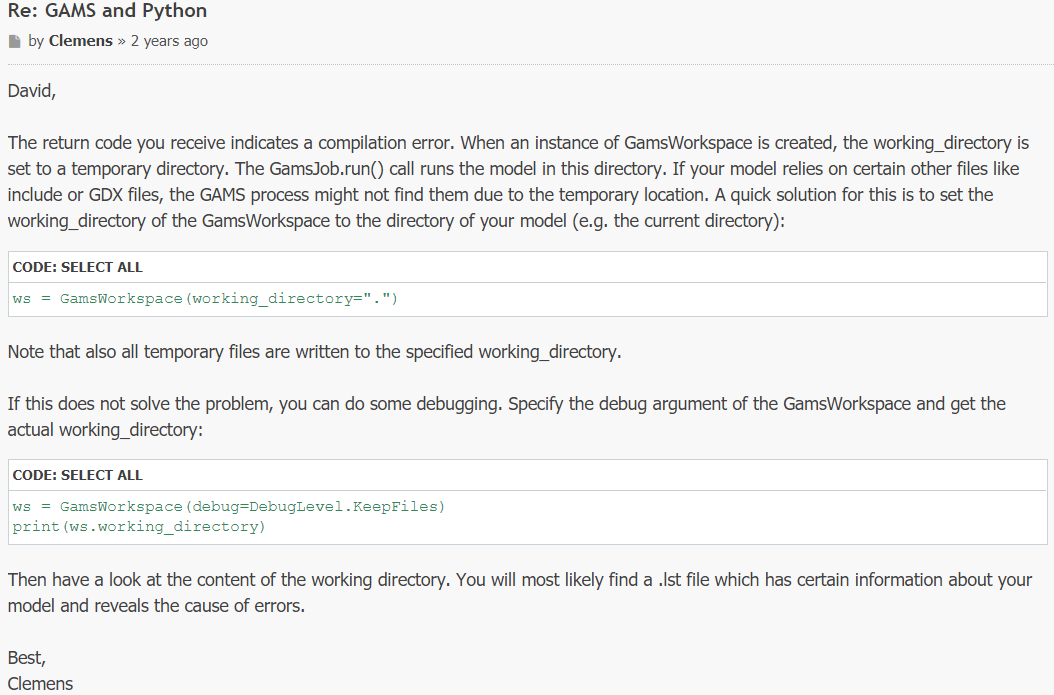 Re: GAMS and Python
by Clemens » 2 years ago
David,
The return code you receive indicates a compilation error. When an instance of GamsWorkspace is created, the working_directory is
set to a temporary directory. The GamsJob.run() call runs the model in this directory. If your model relies on certain other files like
include or GDX files, the GAMS process might not find them due to the temporary location. A quick solution for this is to set the
working_directory of the GamsWorkspace to the directory of your model (e.g. the current directory):
CODE: SELECT ALL
ws = GamsWorkspace(working_directory=".")
Note that also all temporary files are written to the specified working_directory.
If this does not solve the problem, you can do some debugging. Specify the debug argument of the GamsWorkspace and get the
actual working_directory:
CODE: SELECT ALL
ws = GamsWorkspace(debug=DebugLevel.KeepFiles)
print(ws.working_directory)
Then have a look at the content of the working directory. You will most likely find a .lst file which has certain information about your
model and reveals the cause of errors.
Best,
Clemens